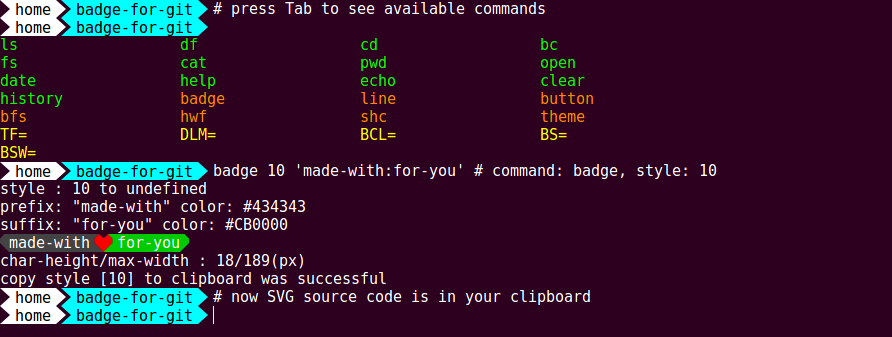 home badge-for-git # press Tab to see available commands
home badge-for-git
ls df cd bc
fs cat pwd open
date help echo clear
history badge line button
bfs hwf shc theme
TF= DLM= BCL= BS=
BSW=
home badge-for-git badge 10 'made-with:for-you' # command: badge, style: 10
style : 10 to undefined
prefix: "made-with" color: #434343
suffix: "for-you" color: #CB0000
made-with for-you
char-height/max-width : 18/189(px)
copy style [10] to clipboard was successful
home badge-for-git # now SVG source code is in your clipboard
home badge-for-git